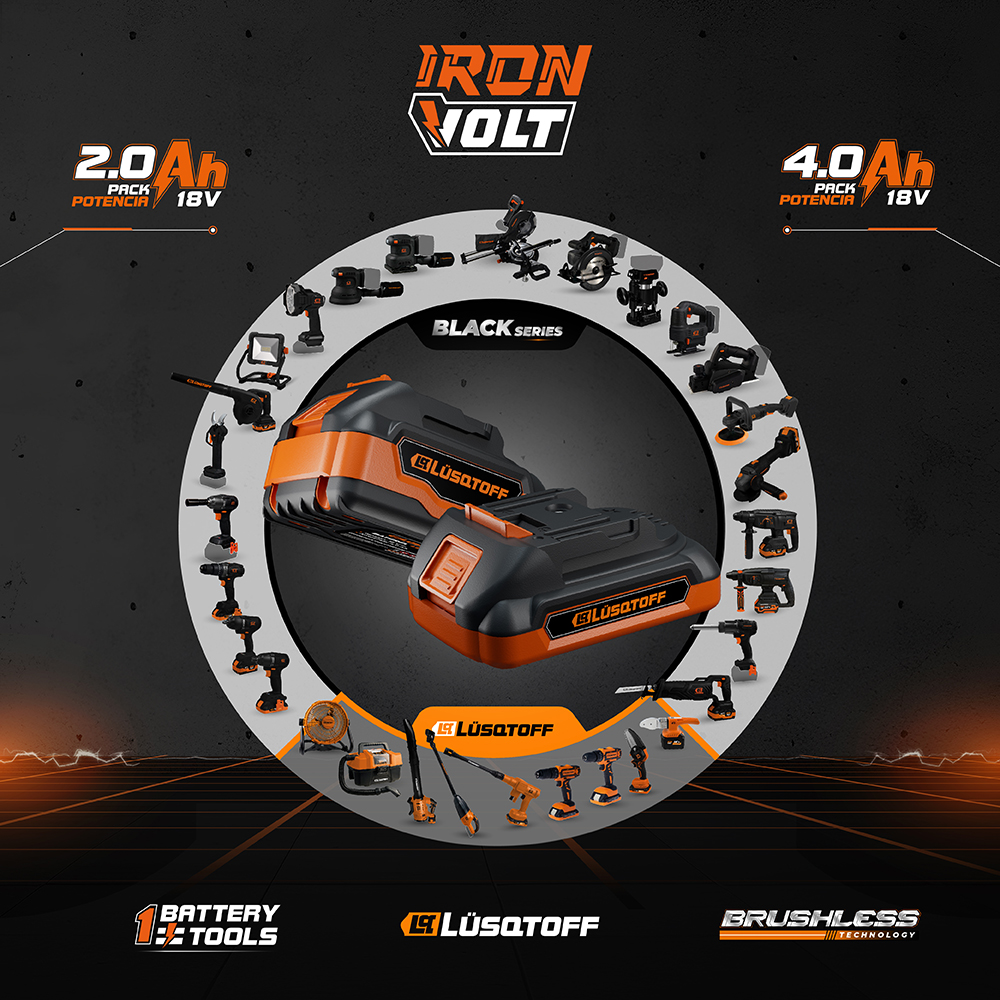 IRON
VOLT
2.0Ah
PACK
POTENCIA 18V
4.0Ah
PACK
POTENCIA 18V
BLACK SERIES
LÜSQTOFF
LÜSQTOFF
LÜSQTOFF
1 BATTERY
TOOLS
LÜSQTOFF
BRUSHLESS
TECHNOLOGY